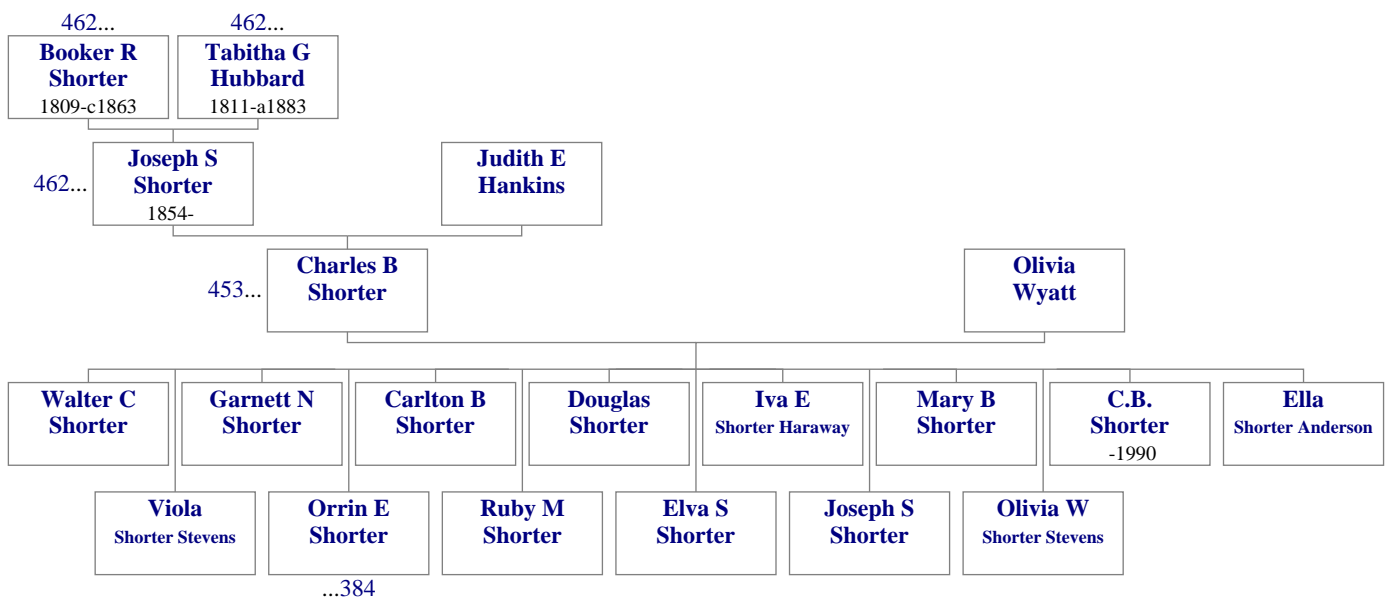 462...
462...
Booker R
Shorter
1809-c1863
Tabitha G
Hubbard
1811-a1883
462...
Joseph S
Shorter
1854-
Judith E
Hankins
453...
Charles B
Shorter
Olivia
Wyatt
Walter C
Shorter
Garnett N
Shorter
Carlton B
Shorter
Douglas
Shorter
Iva E
Shorter Haraway
Mary B
Shorter
C.B.
Shorter
-1990
Ella
Shorter Anderson
Viola
Shorter Stevens
Orrin E
Shorter
Ruby M
Shorter
Elva S
Shorter
Joseph S
Shorter
Olivia W
Shorter Stevens
...384